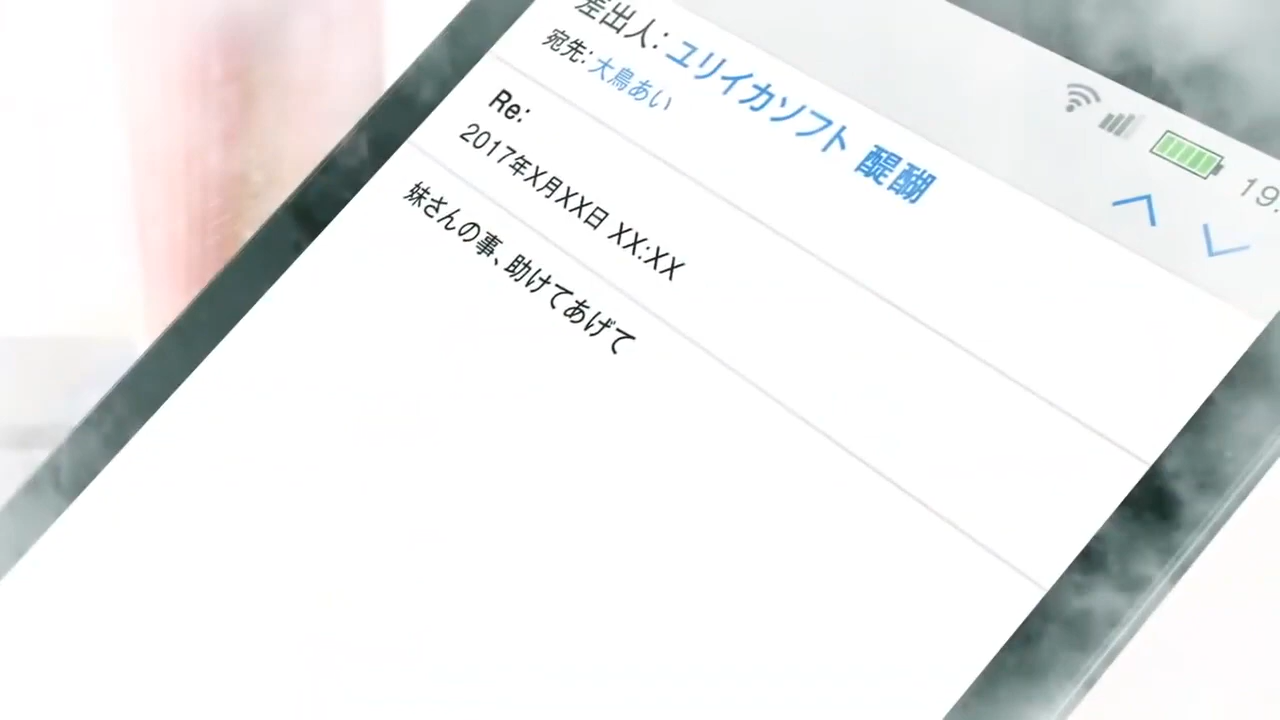 差出人: ユリイカソフト 醍醐
19.
宛先: 大鳥あい
Re:
2017年X月XX日 XX:XX
妹さんの事、助けてあげて